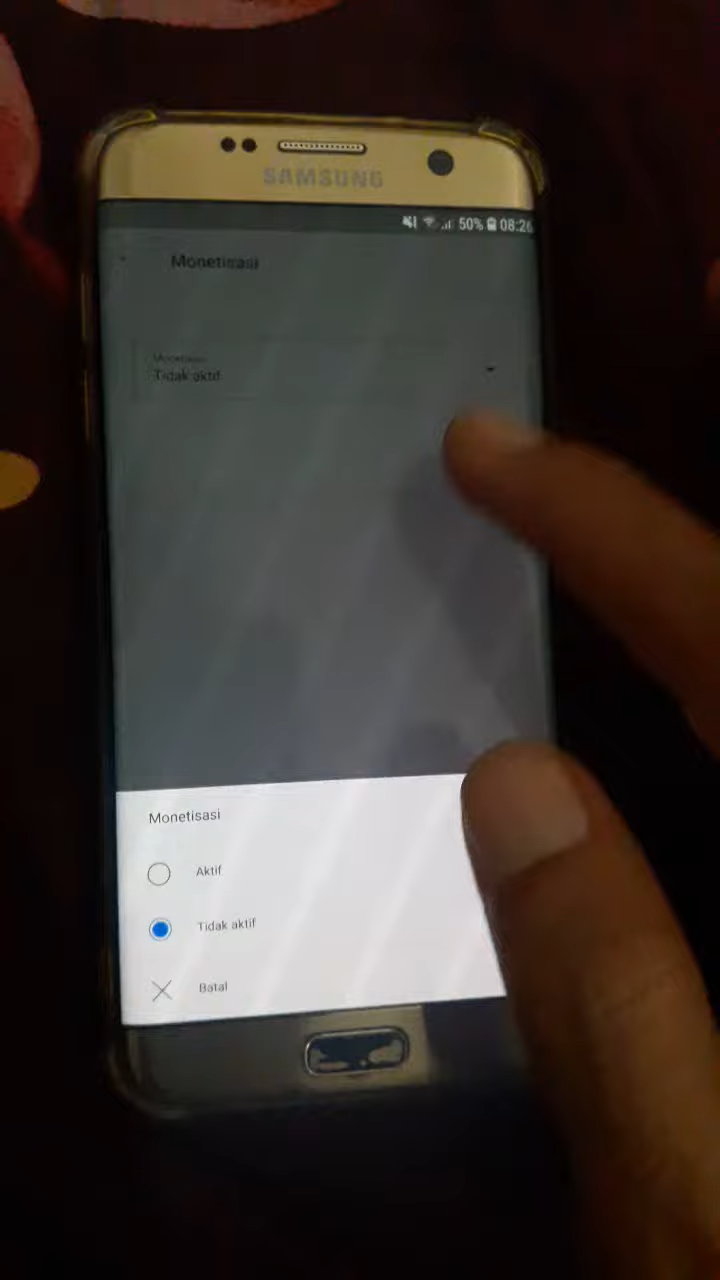 SAMSUNG
50% 08:26
Monetisasi
Monetisasi
Tidak aktif
Monetisasi
Aktif
Tidak aktif
Batal